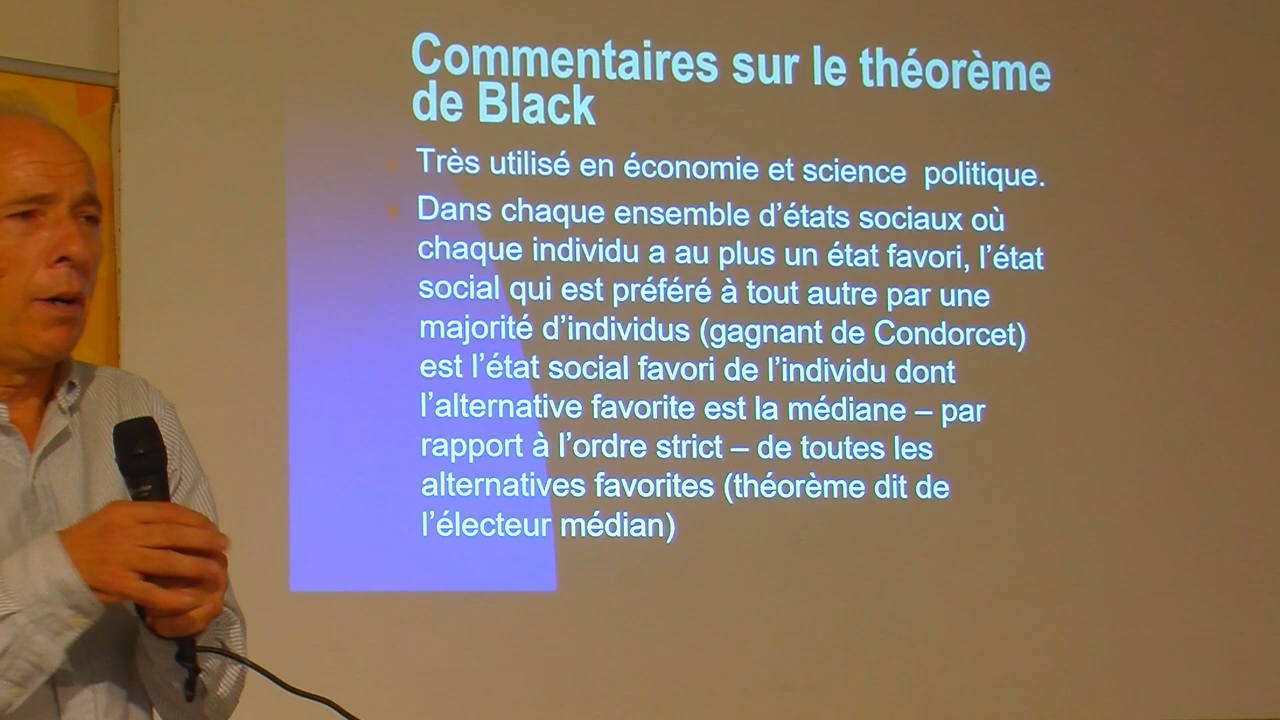 Commentaires sur le théorème
de Black
Très utilisé en économie et science politique.
Dans chaque ensemble d’états sociaux où
chaque individu a au plus un état favori, l’état
social qui est préféré à tout autre par une
majorité d’individus (gagnant de Condorcet)
est l’état social favori de l’individu dont
l’alternative favorite est la médiane – par
rapport à l’ordre strict – de toutes les
alternatives favorites (théorème dit de
l’électeur médian)